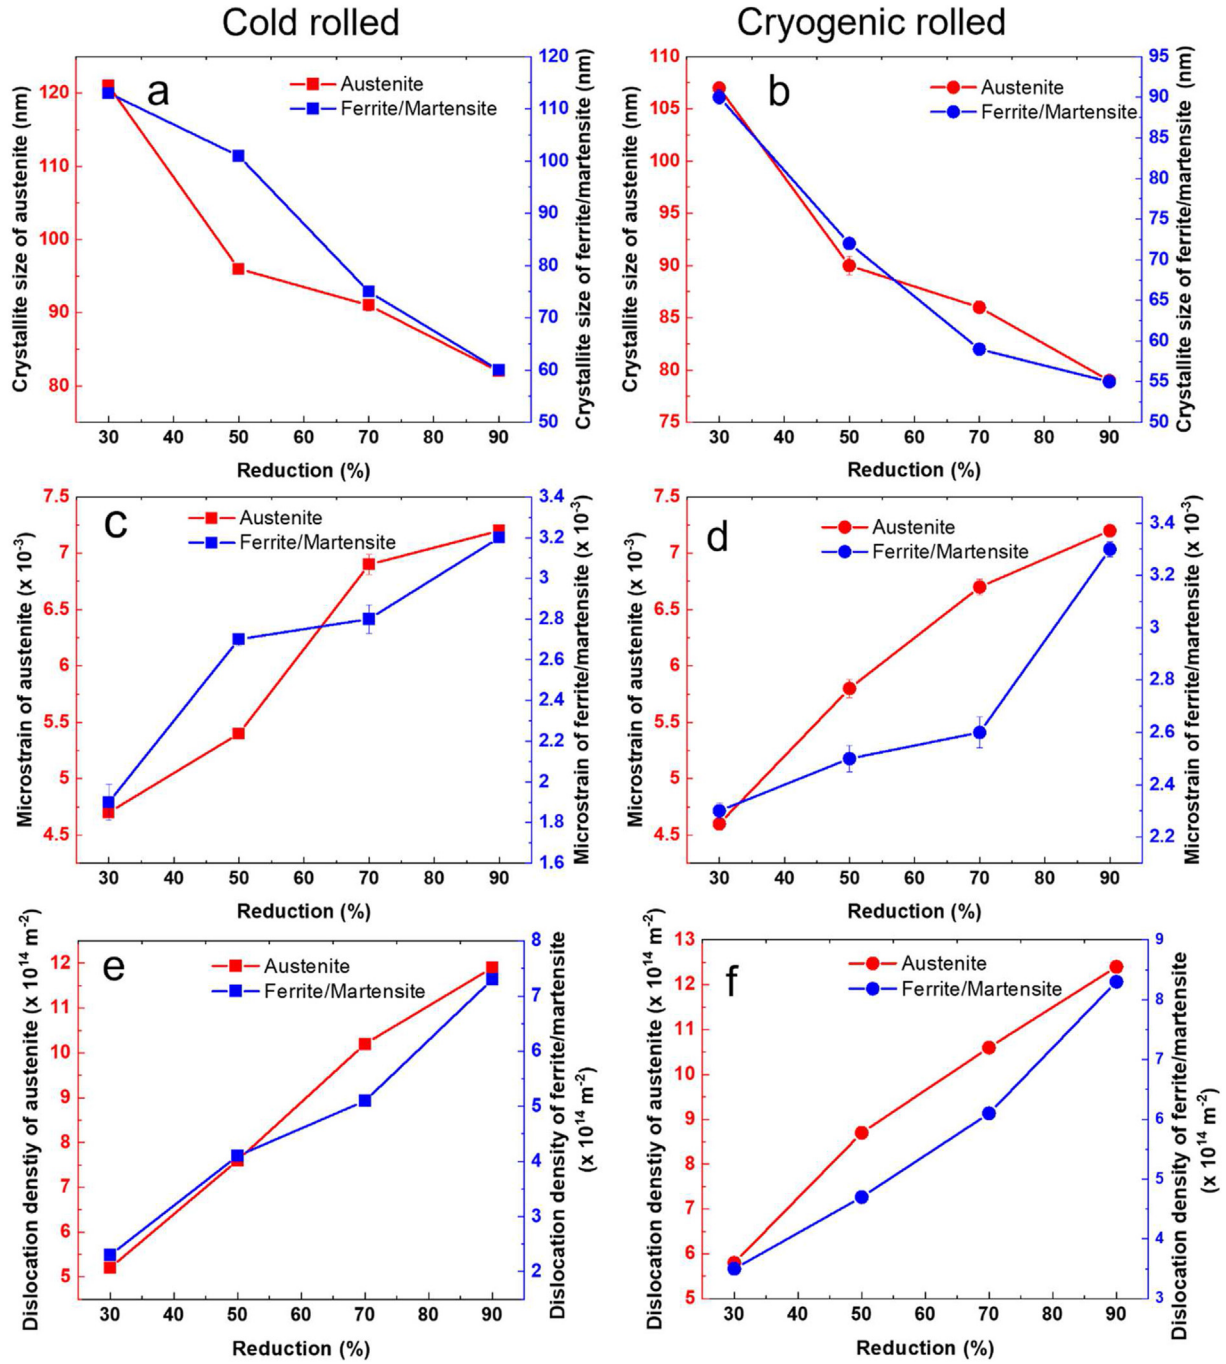 Cold rolled
Cryogenic rolled
a
Austenite
Ferrite/Martensite
Crystallite size of austenite (nm)
120
110
100
90
80
Crystallite size of ferrite/martensite (nm)
120
110
100
90
80
70
60
50
30 40 50 60 70 80 90
Reduction (%)
b
Austenite
Ferrite/Martensite
Crystallite size of austenite (nm)
110
105
100
95
90
85
80
75
Crystallite size of ferrite/martensite (nm)
95
90
85
80
75
70
65
60
55
50
30 40 50 60 70 80 90
Reduction (%)
c
Austenite
Ferrite/Martensite
Microstrain of austenite (x 10⁻³)
7.5
7
6.5
6
5.5
5
4.5
Microstrain of ferrite/martensite (x 10⁻³)
3.4
3.2
3
2.8
2.6
2.4
2.2
2
1.8
1.6
30 40 50 60 70 80 90
Reduction (%)
d
Austenite
Ferrite/Martensite
Microstrain of austenite (x 10⁻³)
7.5
7
6.5
6
5.5
5
4.5
Microstrain of ferrite/martensite (x 10⁻³)
3.4
3.2
3
2.8
2.6
2.4
2.2
30 40 50 60 70 80 90
Reduction (%)
e
Austenite
Ferrite/Martensite
Dislocation denstiy of austenite (x 10¹⁴ m⁻²)
12
11
10
9
8
7
6
5
Dislocation density of ferrite/martensite
(x 10¹⁴ m⁻²)
8
7
6
5
4
3
2
30 40 50 60 70 80 90
Reduction (%)
f
Austenite
Ferrite/Martensite
Dislocation denstiy of austenite (x 10¹⁴ m⁻²)
13
12
11
10
9
8
7
6
5
Dislocation density of ferrite/martensite
(x 10¹⁴ m⁻²)
9
8
7
6
5
4
3
30 40 50 60 70 80 90
Reduction (%)